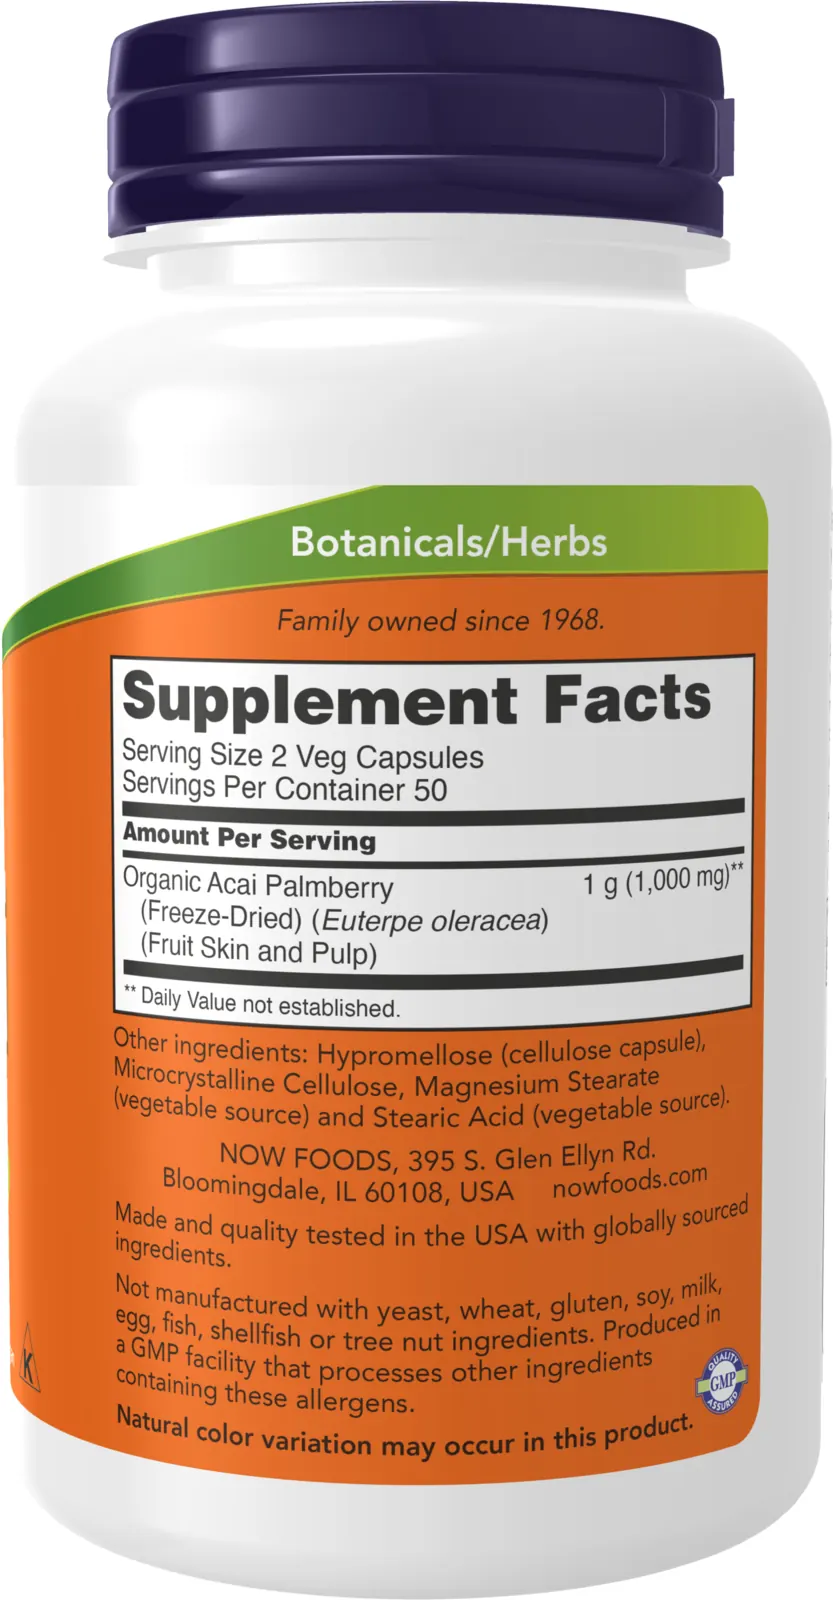 Botanicals/Herbs
Family owned since 1968.
Supplement Facts
Serving Size 2 Veg Capsules
Servings Per Container 50
Amount Per Serving
Organic Acai Palmberry 1 g (1,000 mg)**
(Freeze-Dried) (Euterpe oleracea)
(Fruit Skin and Pulp)
** Daily Value not established.
Other ingredients: Hypromellose (cellulose capsule),
Microcrystalline Cellulose, Magnesium Stearate
(vegetable source) and Stearic Acid (vegetable source).
NOW FOODS, 395 S. Glen Ellyn Rd.
Bloomingdale, IL 60108, USA nowfoods.com
Made and quality tested in the USA with globally sourced
ingredients.
Not manufactured with yeast, wheat, gluten, soy, milk,
egg, fish, shellfish or tree nut ingredients. Produced in
a GMP facility that processes other ingredients
containing these allergens.
Natural color variation may occur in this product.
QUALITY
GMP
ASSURED
K